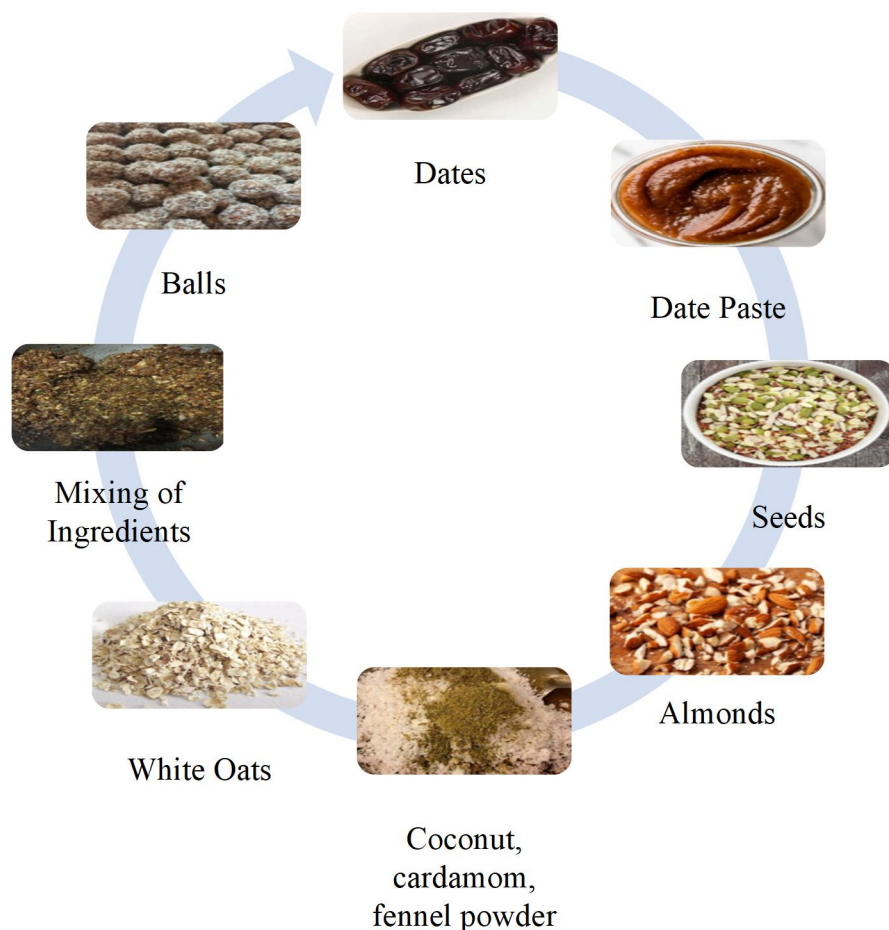 Dates
Date Paste
Seeds
Almonds
Coconut,
cardamom,
fennel powder
White Oats
Mixing of
Ingredients
Balls